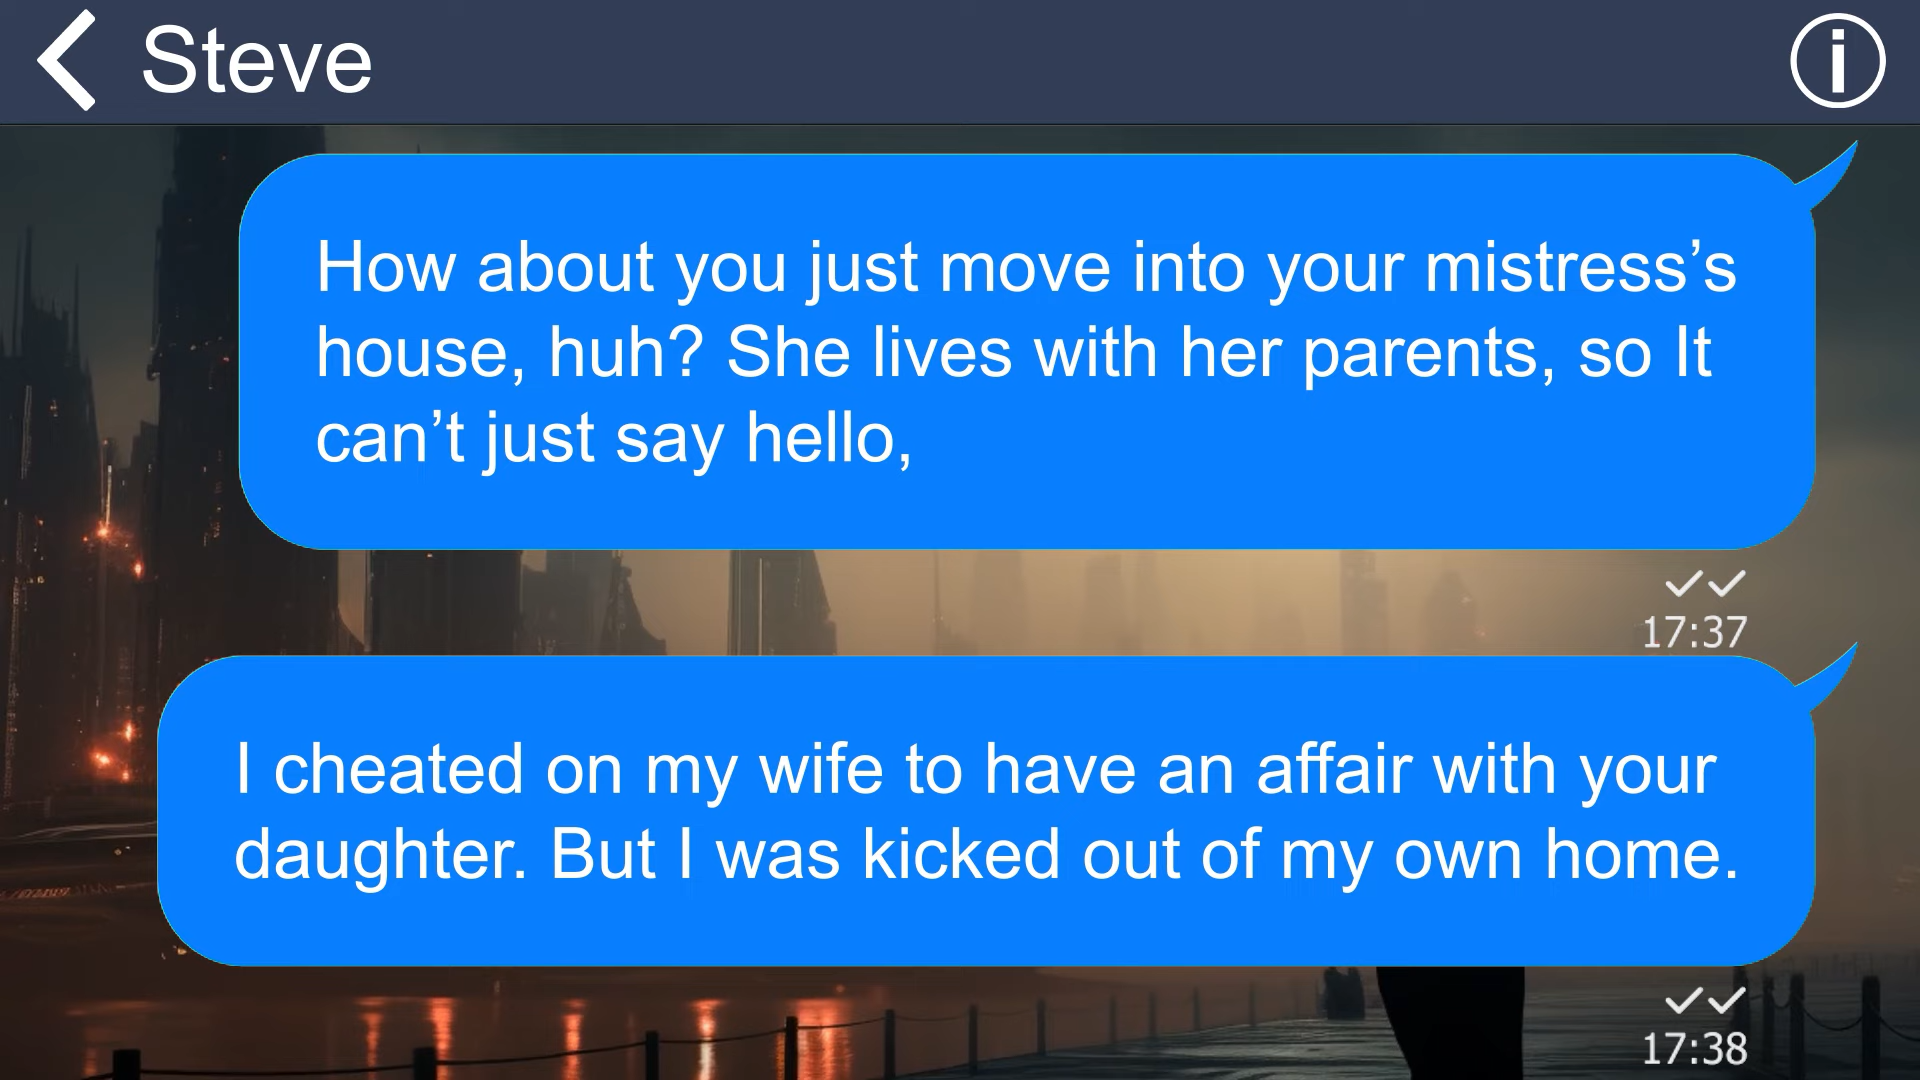 Steve
How about you just move into your mistress’s
house, huh? She lives with her parents, so It
can’t just say hello,
17:37
I cheated on my wife to have an affair with your
daughter. But I was kicked out of my own home.
17:38